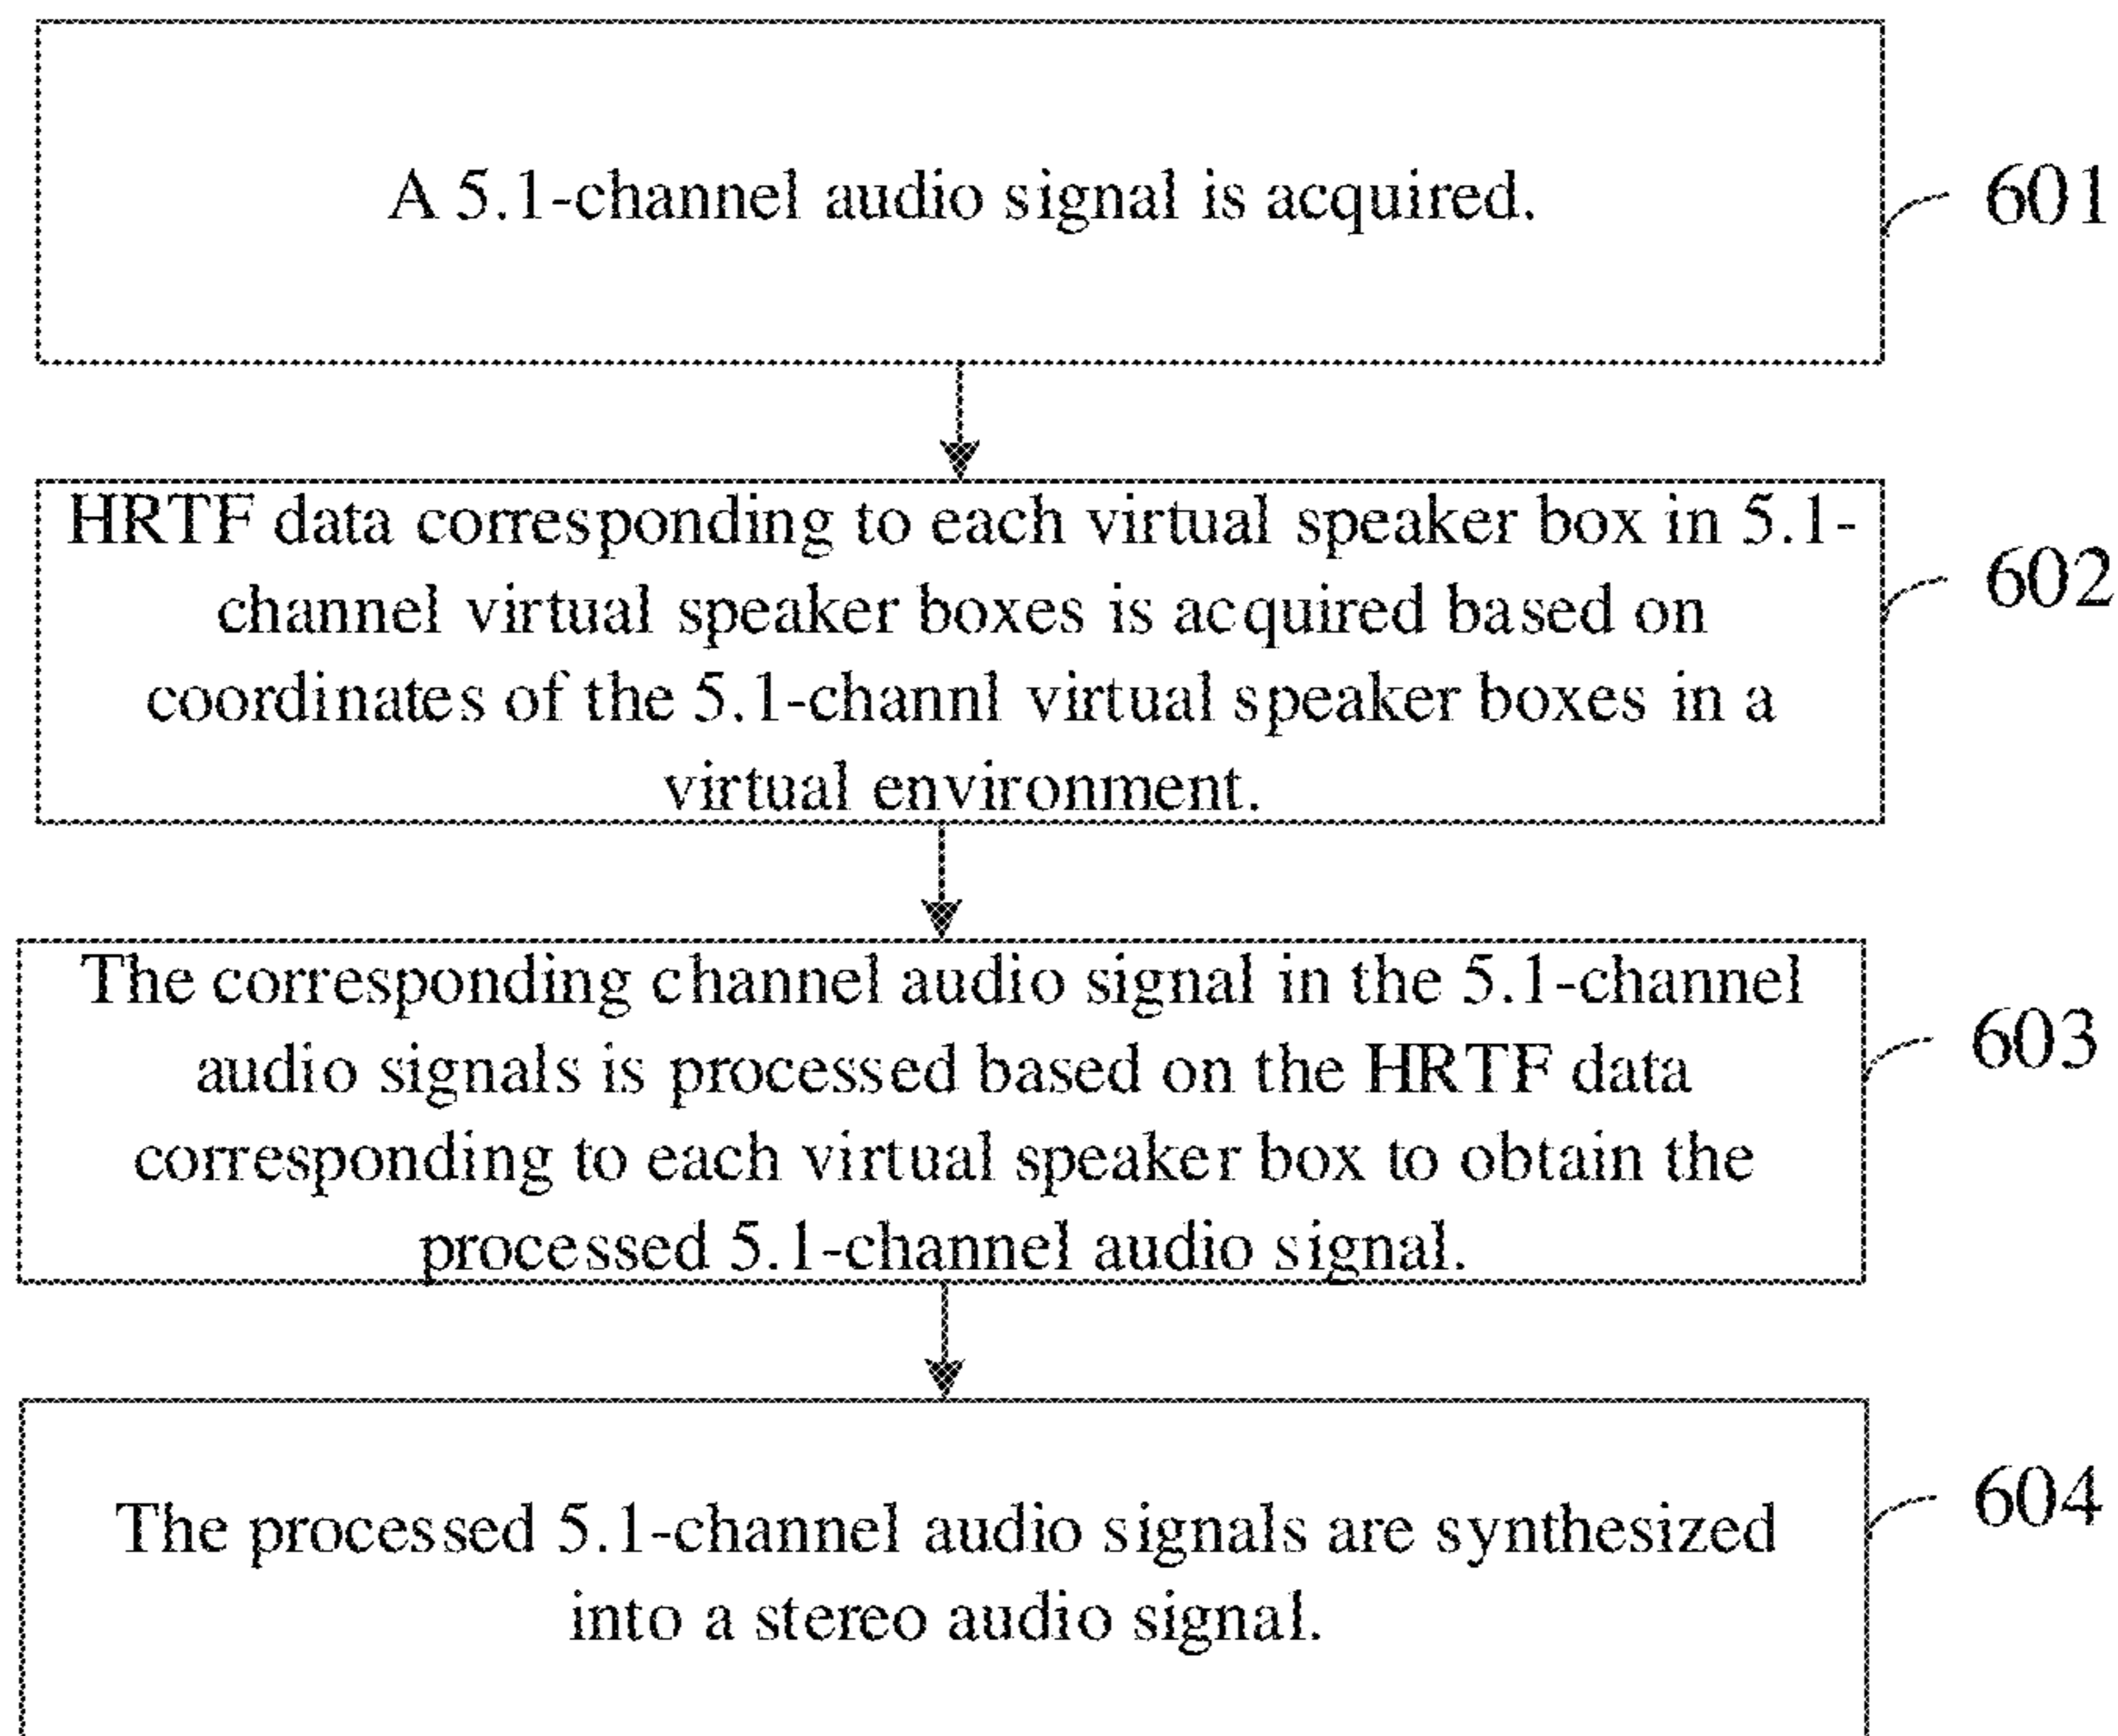 A 5.1-channel audio signal is acquired.
601
HRTF data corresponding to each virtual speaker box in 5.1-
channel virtual speaker boxes is acquired based on
coordinates of the 5.1-channl virtual speaker boxes in a
virtual environment.
602
The corresponding channel audio signal in the 5.1-channel
audio signals is processed based on the HRTF data
corresponding to each virtual speaker box to obtain the
processed 5.1-channel audio signal.
603
The processed 5.1-channel audio signals are synthesized
into a stereo audio signal.
604